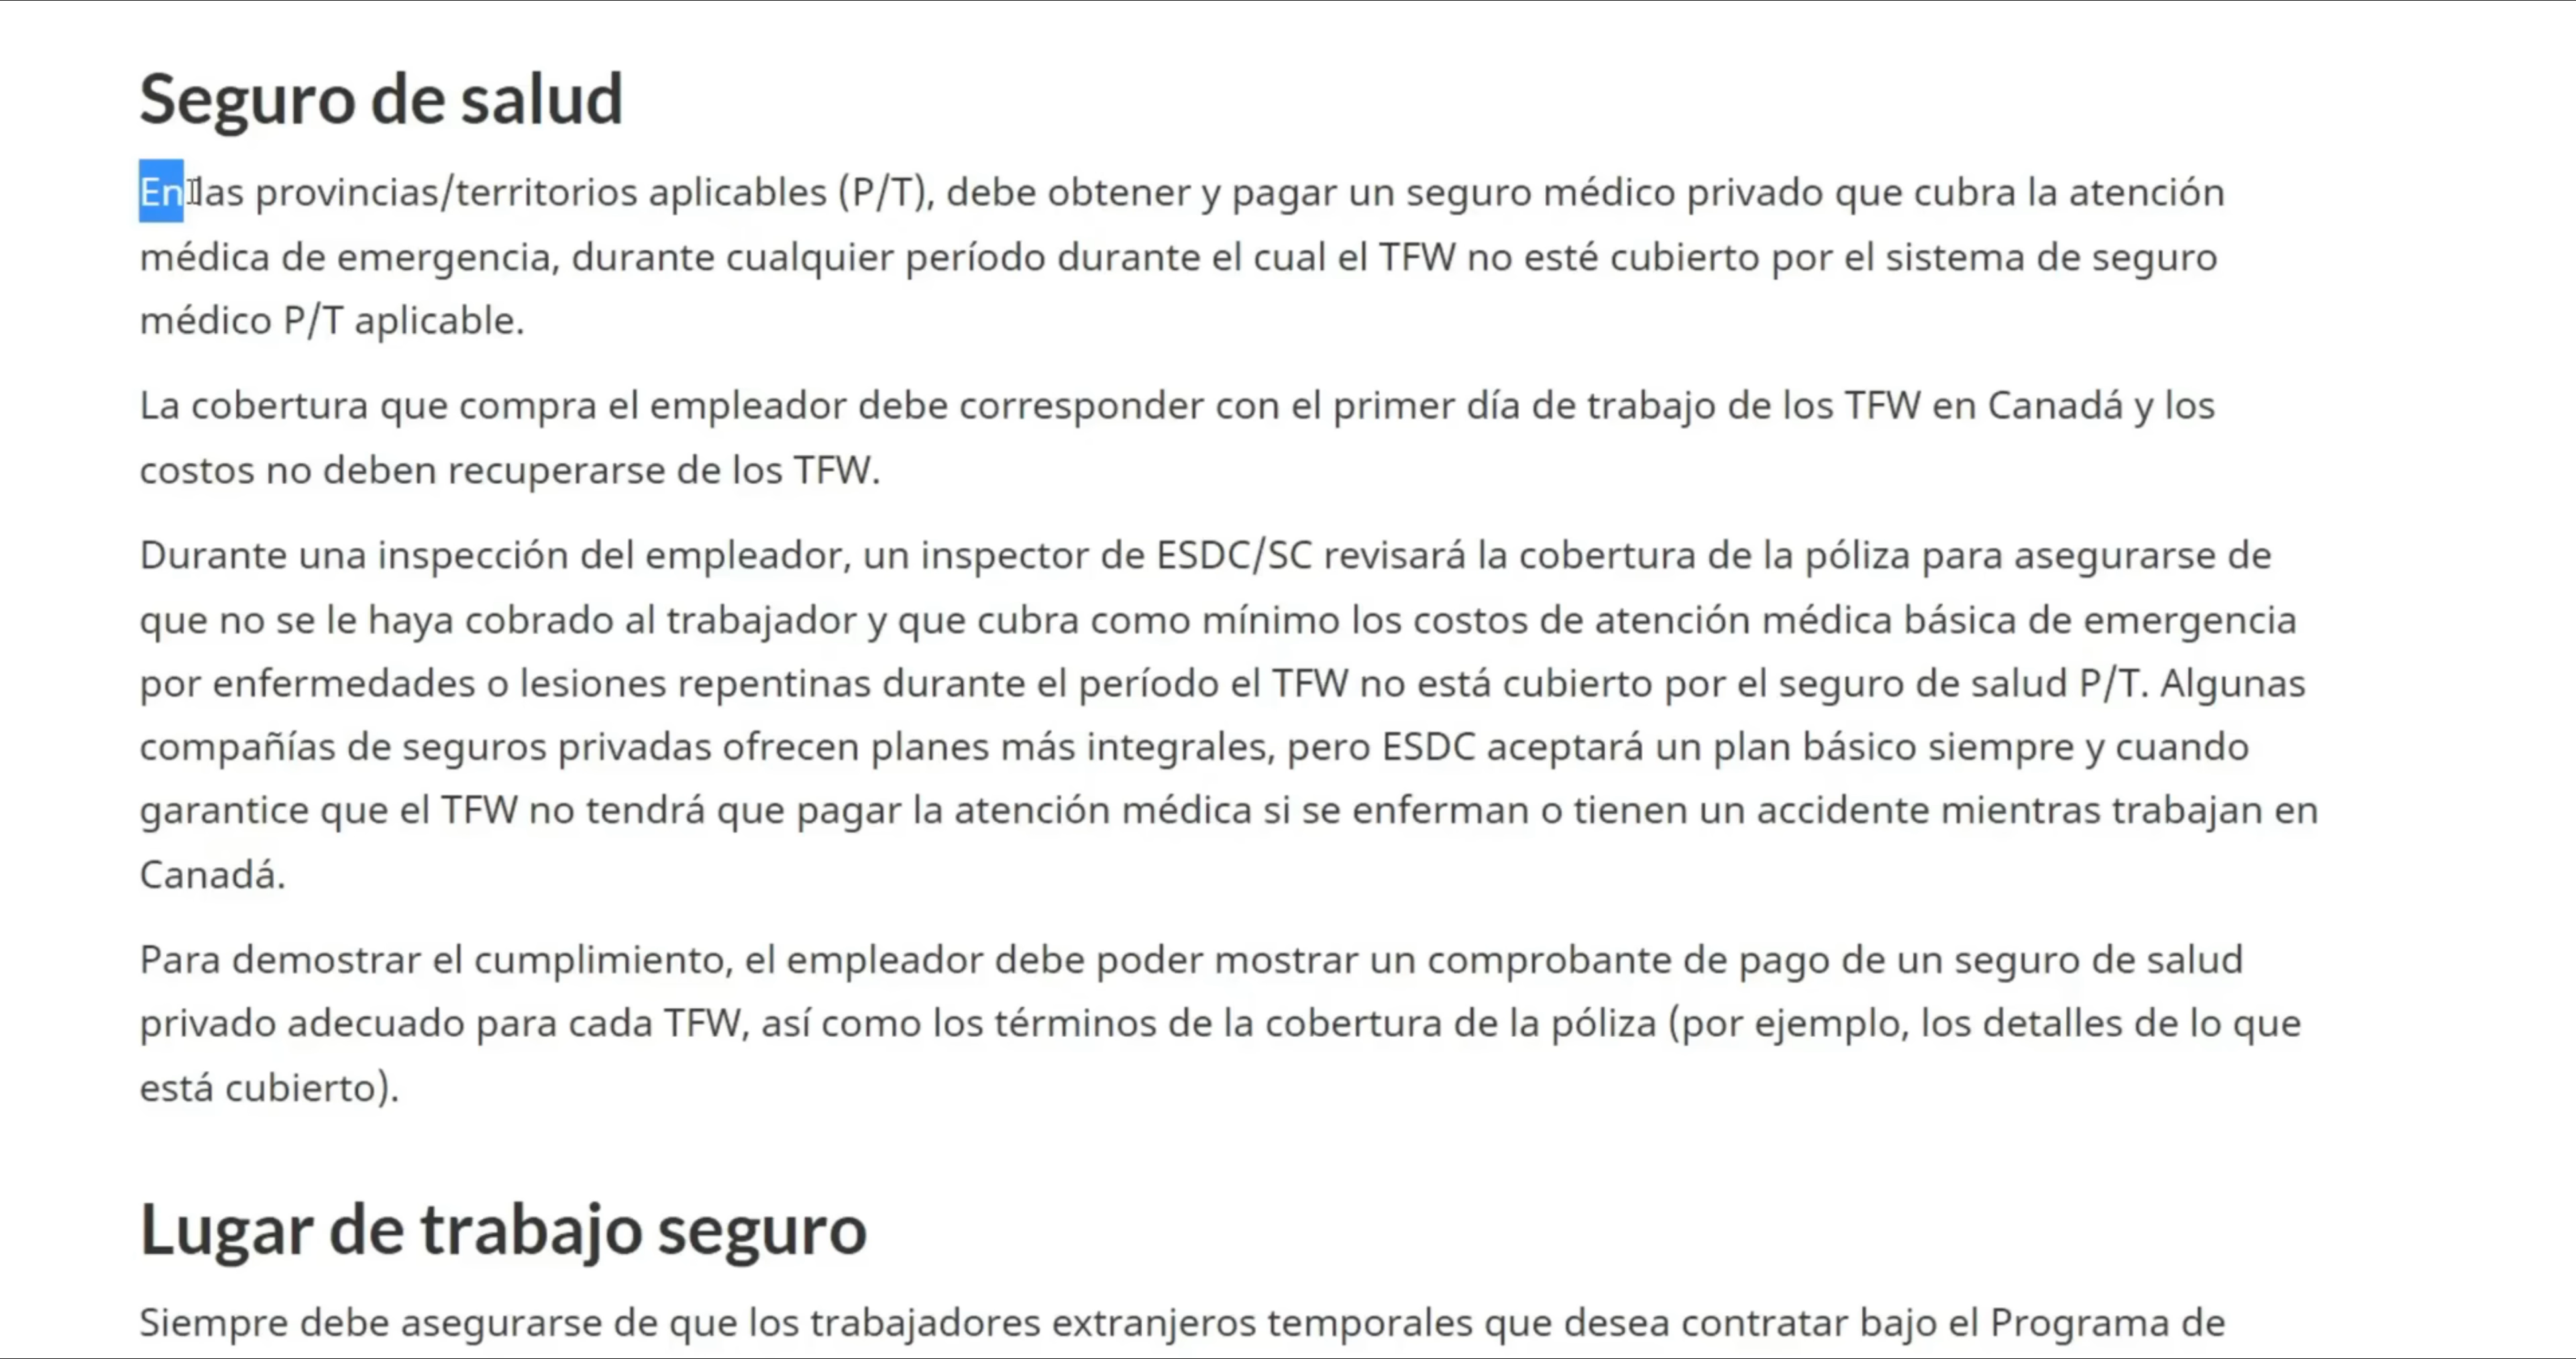 Seguro de salud
En las provincias/territorios aplicables (P/T), debe obtener y pagar un seguro médico privado que cubra la atención
médica de emergencia, durante cualquier período durante el cual el TFW no esté cubierto por el sistema de seguro
médico P/T aplicable.
La cobertura que compra el empleador debe corresponder con el primer día de trabajo de los TFW en Canadá y los
costos no deben recuperarse de los TFW.
Durante una inspección del empleador, un inspector de ESDC/SC revisará la cobertura de la póliza para asegurarse de
que no se le haya cobrado al trabajador y que cubra como mínimo los costos de atención médica básica de emergencia
por enfermedades o lesiones repentinas durante el período el TFW no está cubierto por el seguro de salud P/T. Algunas
compañías de seguros privadas ofrecen planes más integrales, pero ESDC aceptará un plan básico siempre y cuando
garantice que el TFW no tendrá que pagar la atención médica si se enferman o tienen un accidente mientras trabajan en
Canadá.
Para demostrar el cumplimiento, el empleador debe poder mostrar un comprobante de pago de un seguro de salud
privado adecuado para cada TFW, así como los términos de la cobertura de la póliza (por ejemplo, los detalles de lo que
está cubierto).
Lugar de trabajo seguro
Siempre debe asegurarse de que los trabajadores extranjeros temporales que desea contratar bajo el Programa de